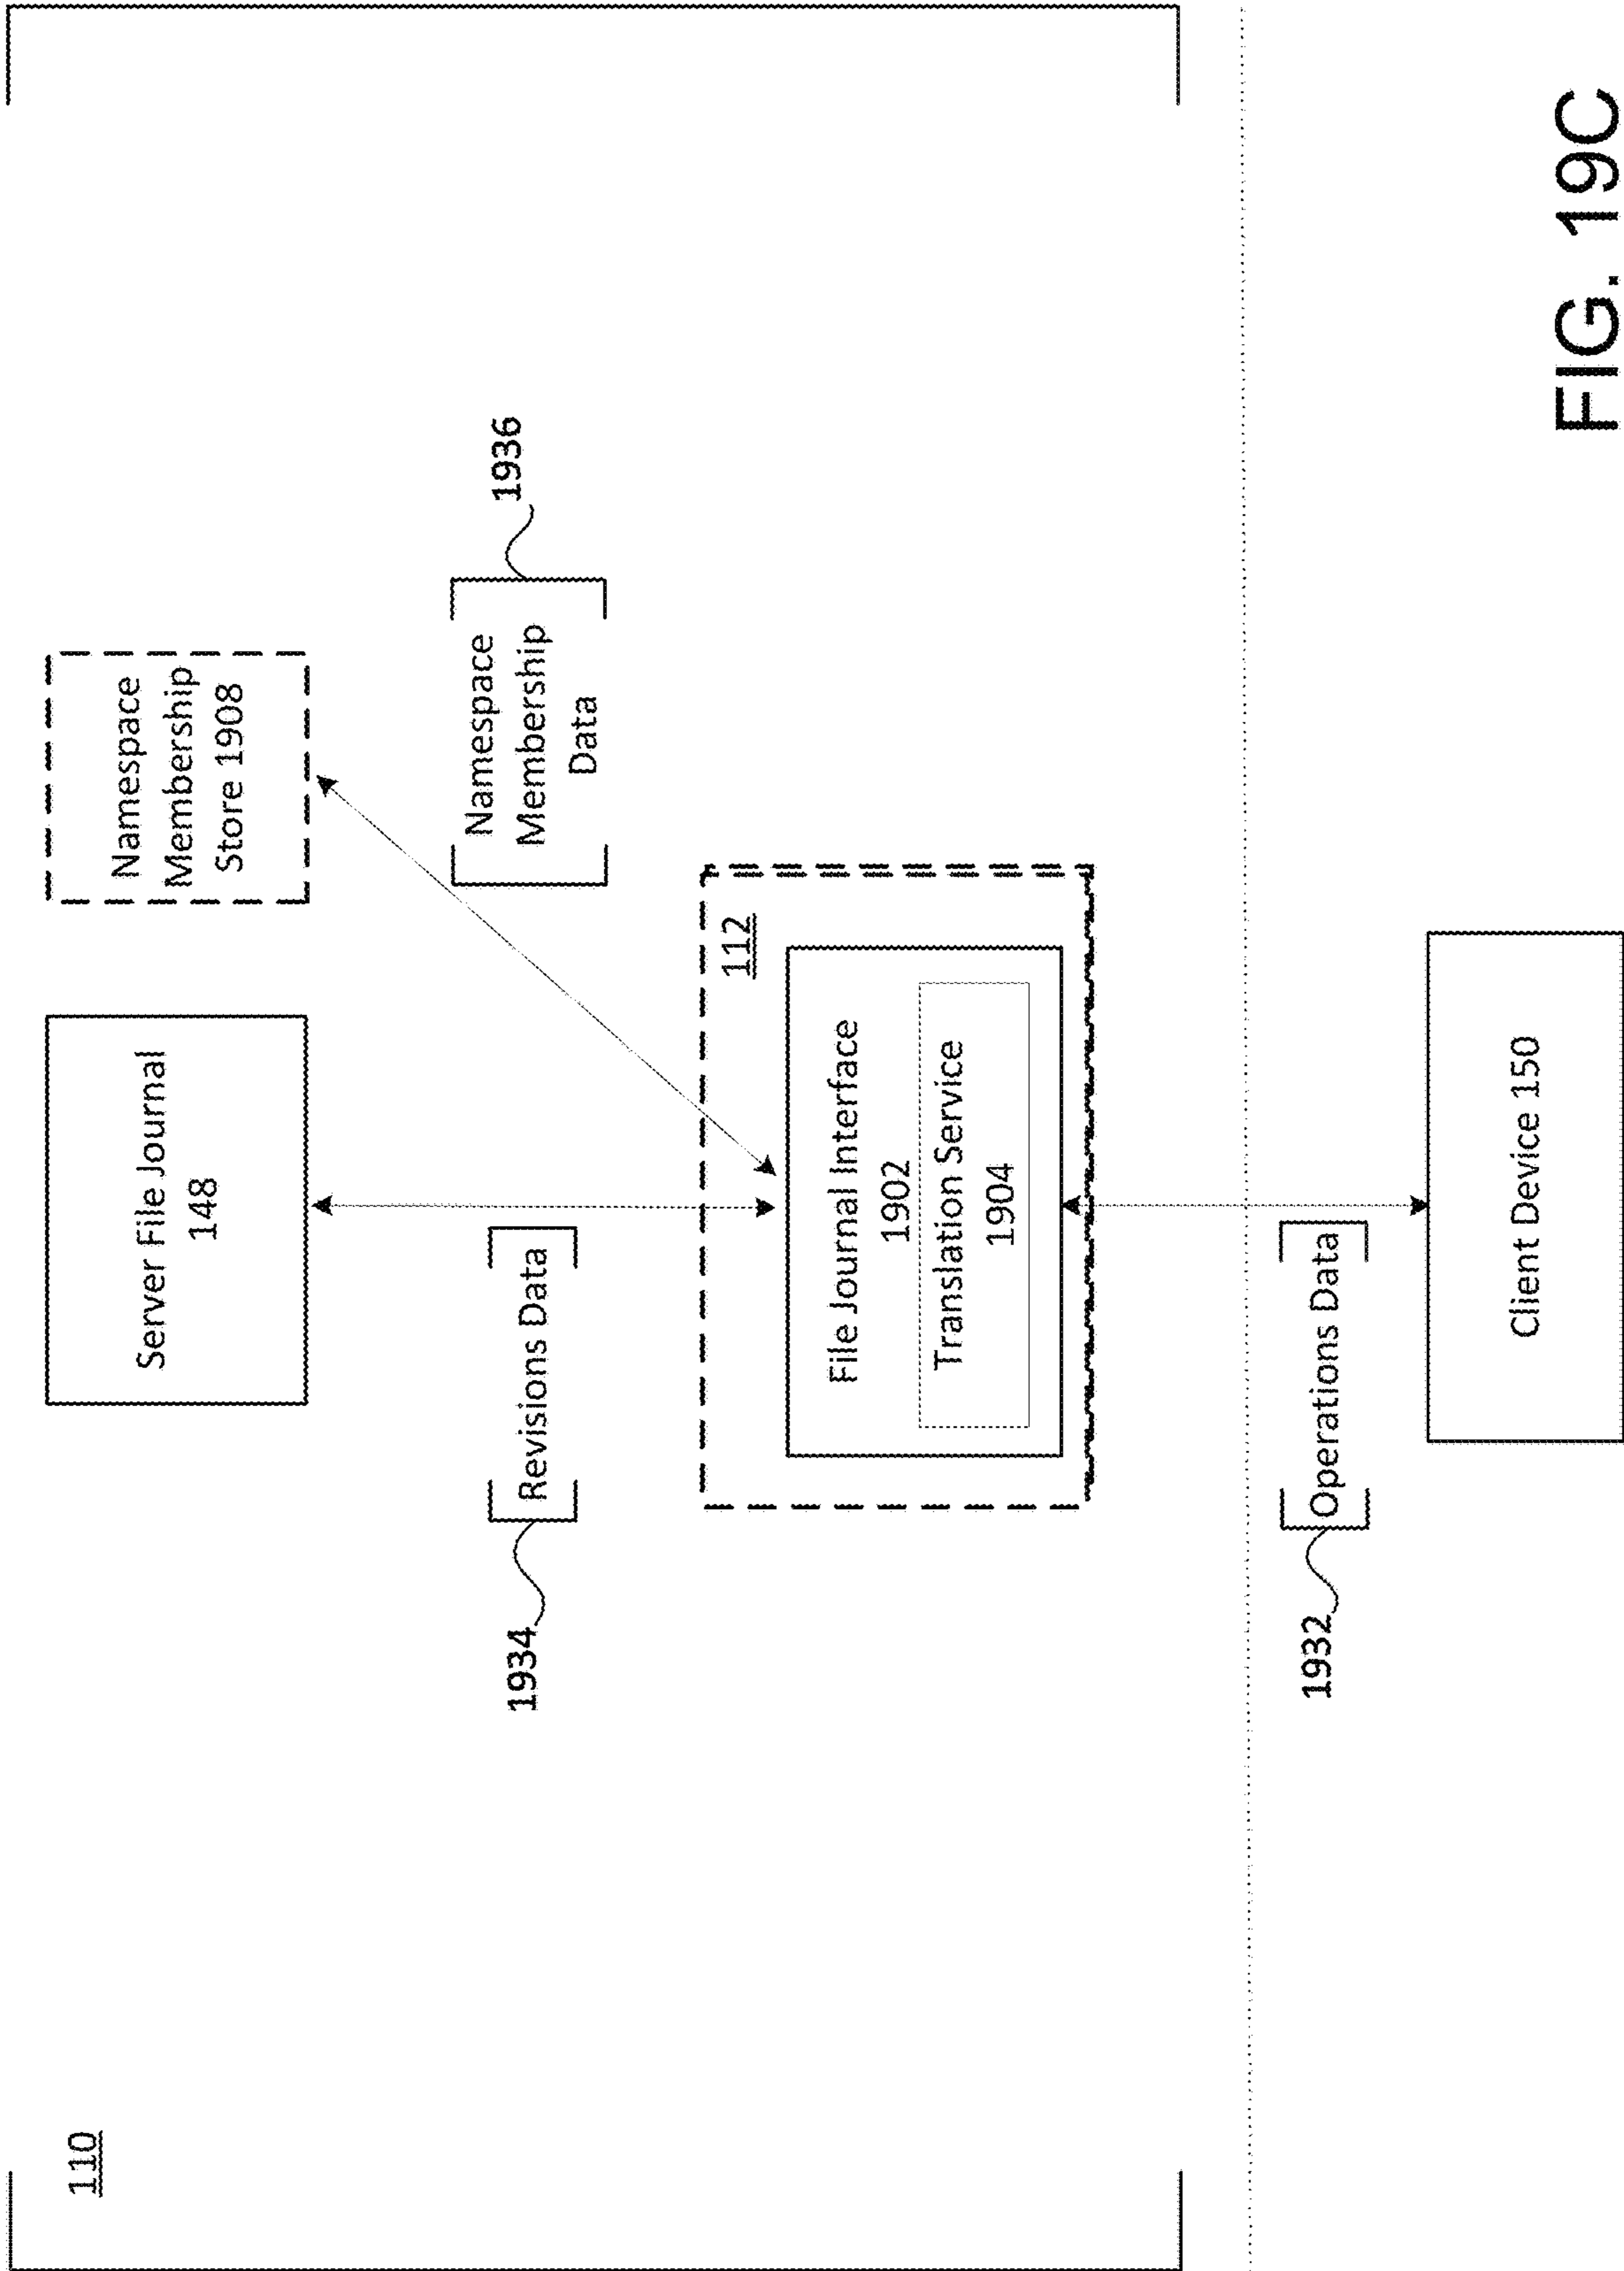 110
Server File Journal
148
Namespace
Membership
Store 1908
1934
Revisions Data
Namespace
Membership
Data
1936
112
File Journal Interface
1902
Translation Service
1904
1932
Operations Data
Client Device 150
FIG. 19C